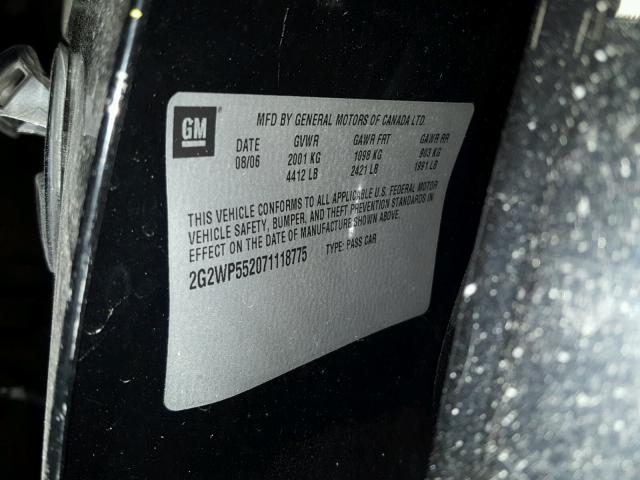 GM
MFD BY GENERAL MOTORS OF CANADA LTD.
DATE GVWR GAWR FRT GAWR RR
08/06 2001 KG 1098 KG 903 KG
4412 LB 2421 LB 1991 LB
THIS VEHICLE CONFORMS TO ALL APPLICABLE U.S. FEDERAL MOTOR
VEHICLE SAFETY, BUMPER, AND THEFT PREVENTION STANDARDS IN
EFFECT ON THE DATE OF MANUFACTURE SHOWN ABOVE.
2G2WP552071118775 TYPE: PASS CAR